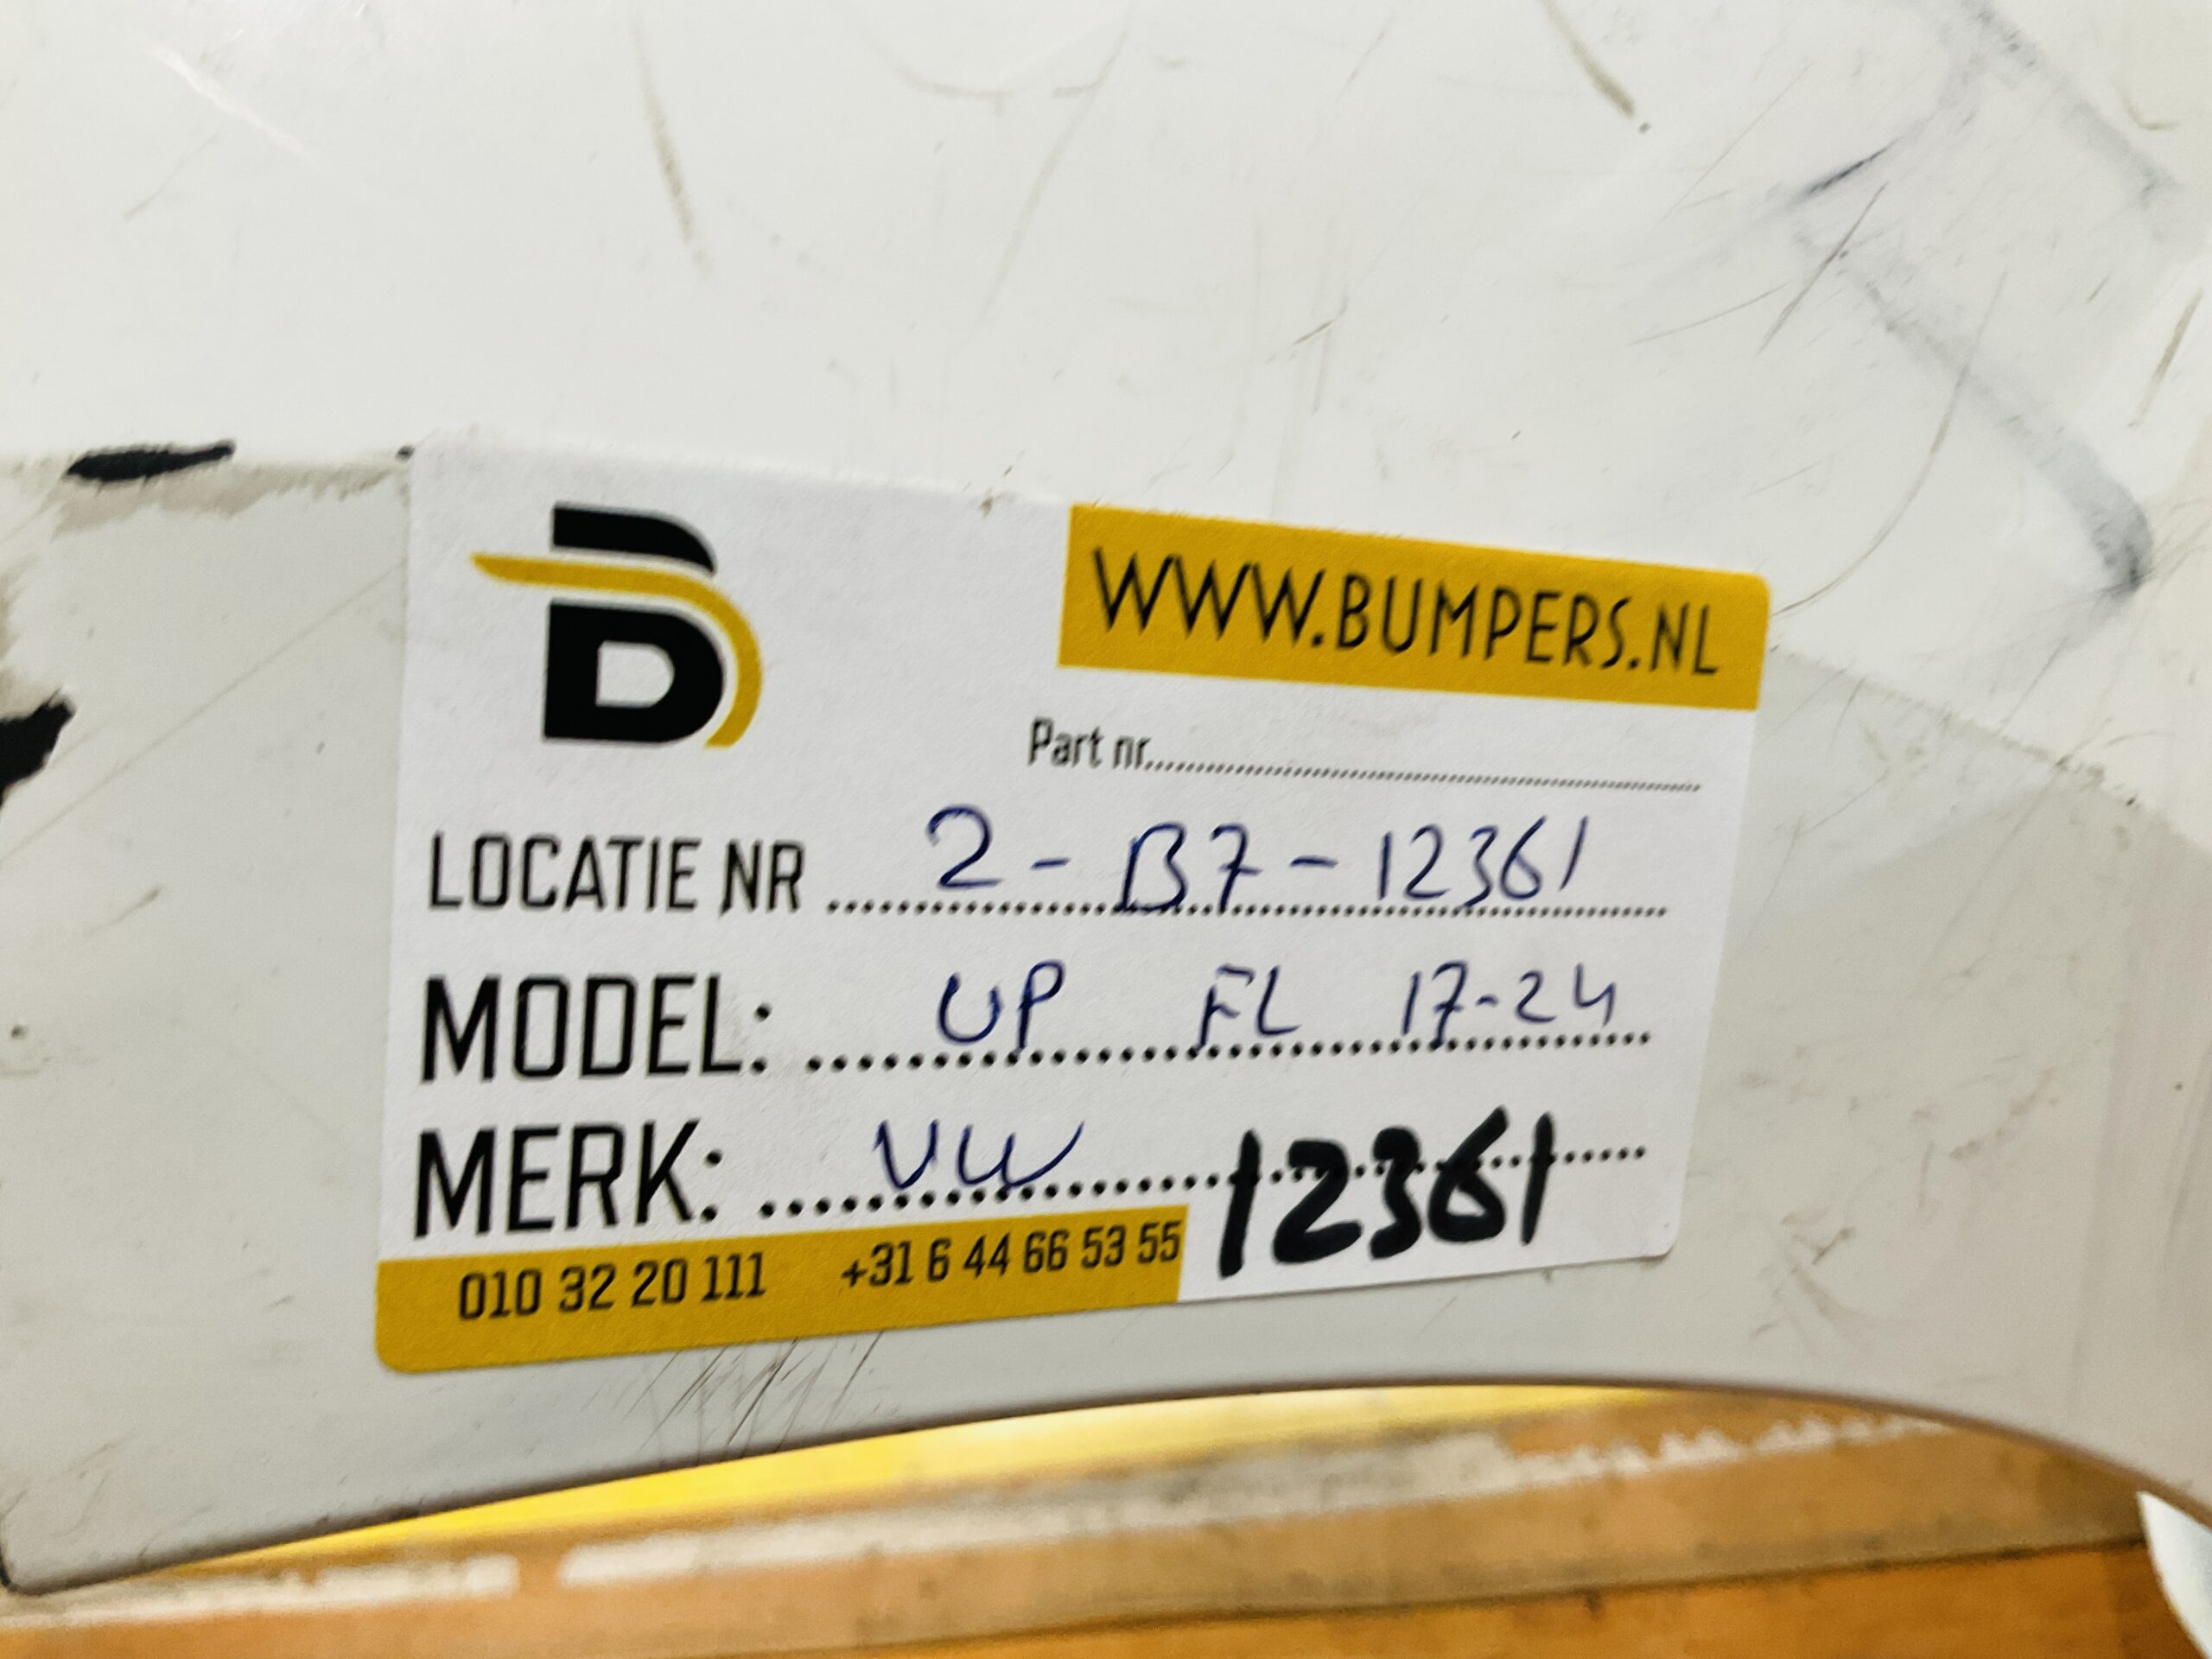 B
WWW.BUMPERS.NL
Part nr..............................
LOCATIE NR 2-B7-12361
MODEL: UP FL 17-24
MERK: VW 12361
010 32 20 111 +31 6 44 66 53 55